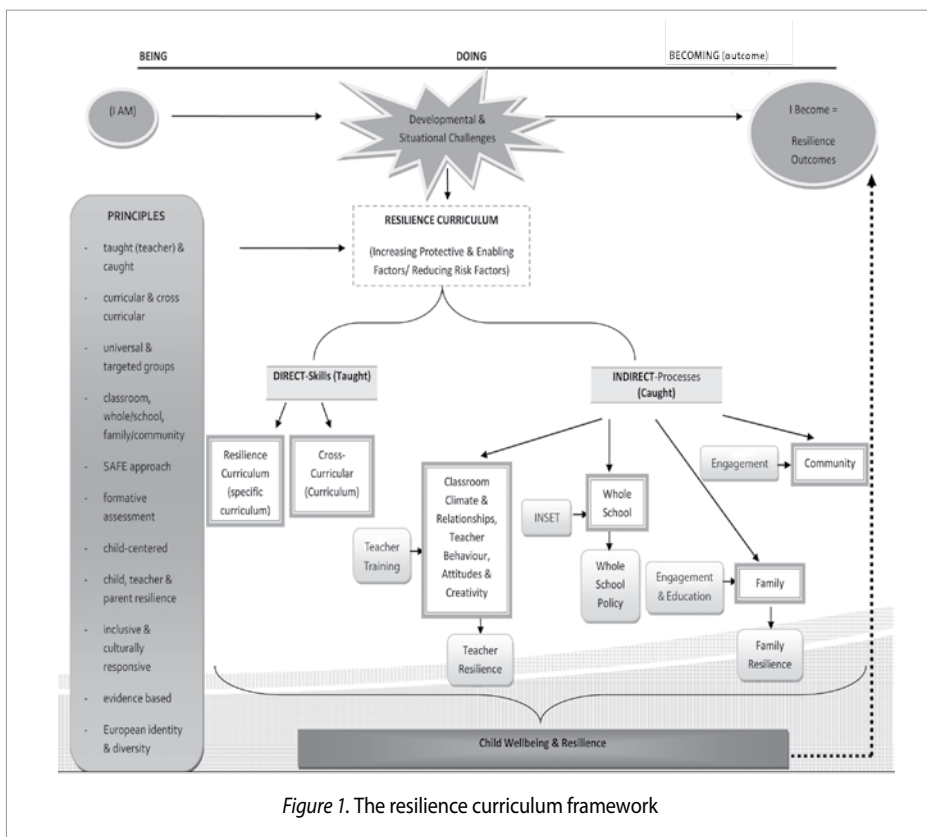 BEING
DOING
BECOMING (outcome)
(I AM)
Developmental &
Situational Challenges
I Become =
Resilience
Outcomes
PRINCIPLES
- taught (teacher) &
caught
- curricular & cross
curricular
- universal &
targeted groups
- classroom,
whole/school,
family/community
- SAFE approach
- formative
assessment
- child-centered
- child, teacher &
parent resilience
- inclusive &
culturally
responsive
- evidence based
- European identity
& diversity
RESILIENCE CURRICULUM
(Increasing Protective & Enabling
Factors/ Reducing Risk Factors)
DIRECT-Skills (Taught)
INDIRECT-Processes
(Caught)
Resilience
Curriculum
(specific
curriculum)
Cross-
Curricular
(Curriculum)
Teacher
Training
Classroom
Climate &
Relationships,
Teacher
Behaviour,
Attitudes &
Creativity
Teacher
Resilience
INSET
Whole
School
Whole
School
Policy
Engagement
& Education
Family
Family
Resilience
Engagement
Community
Child Wellbeing & Resilience
Figure 1. The resilience curriculum framework